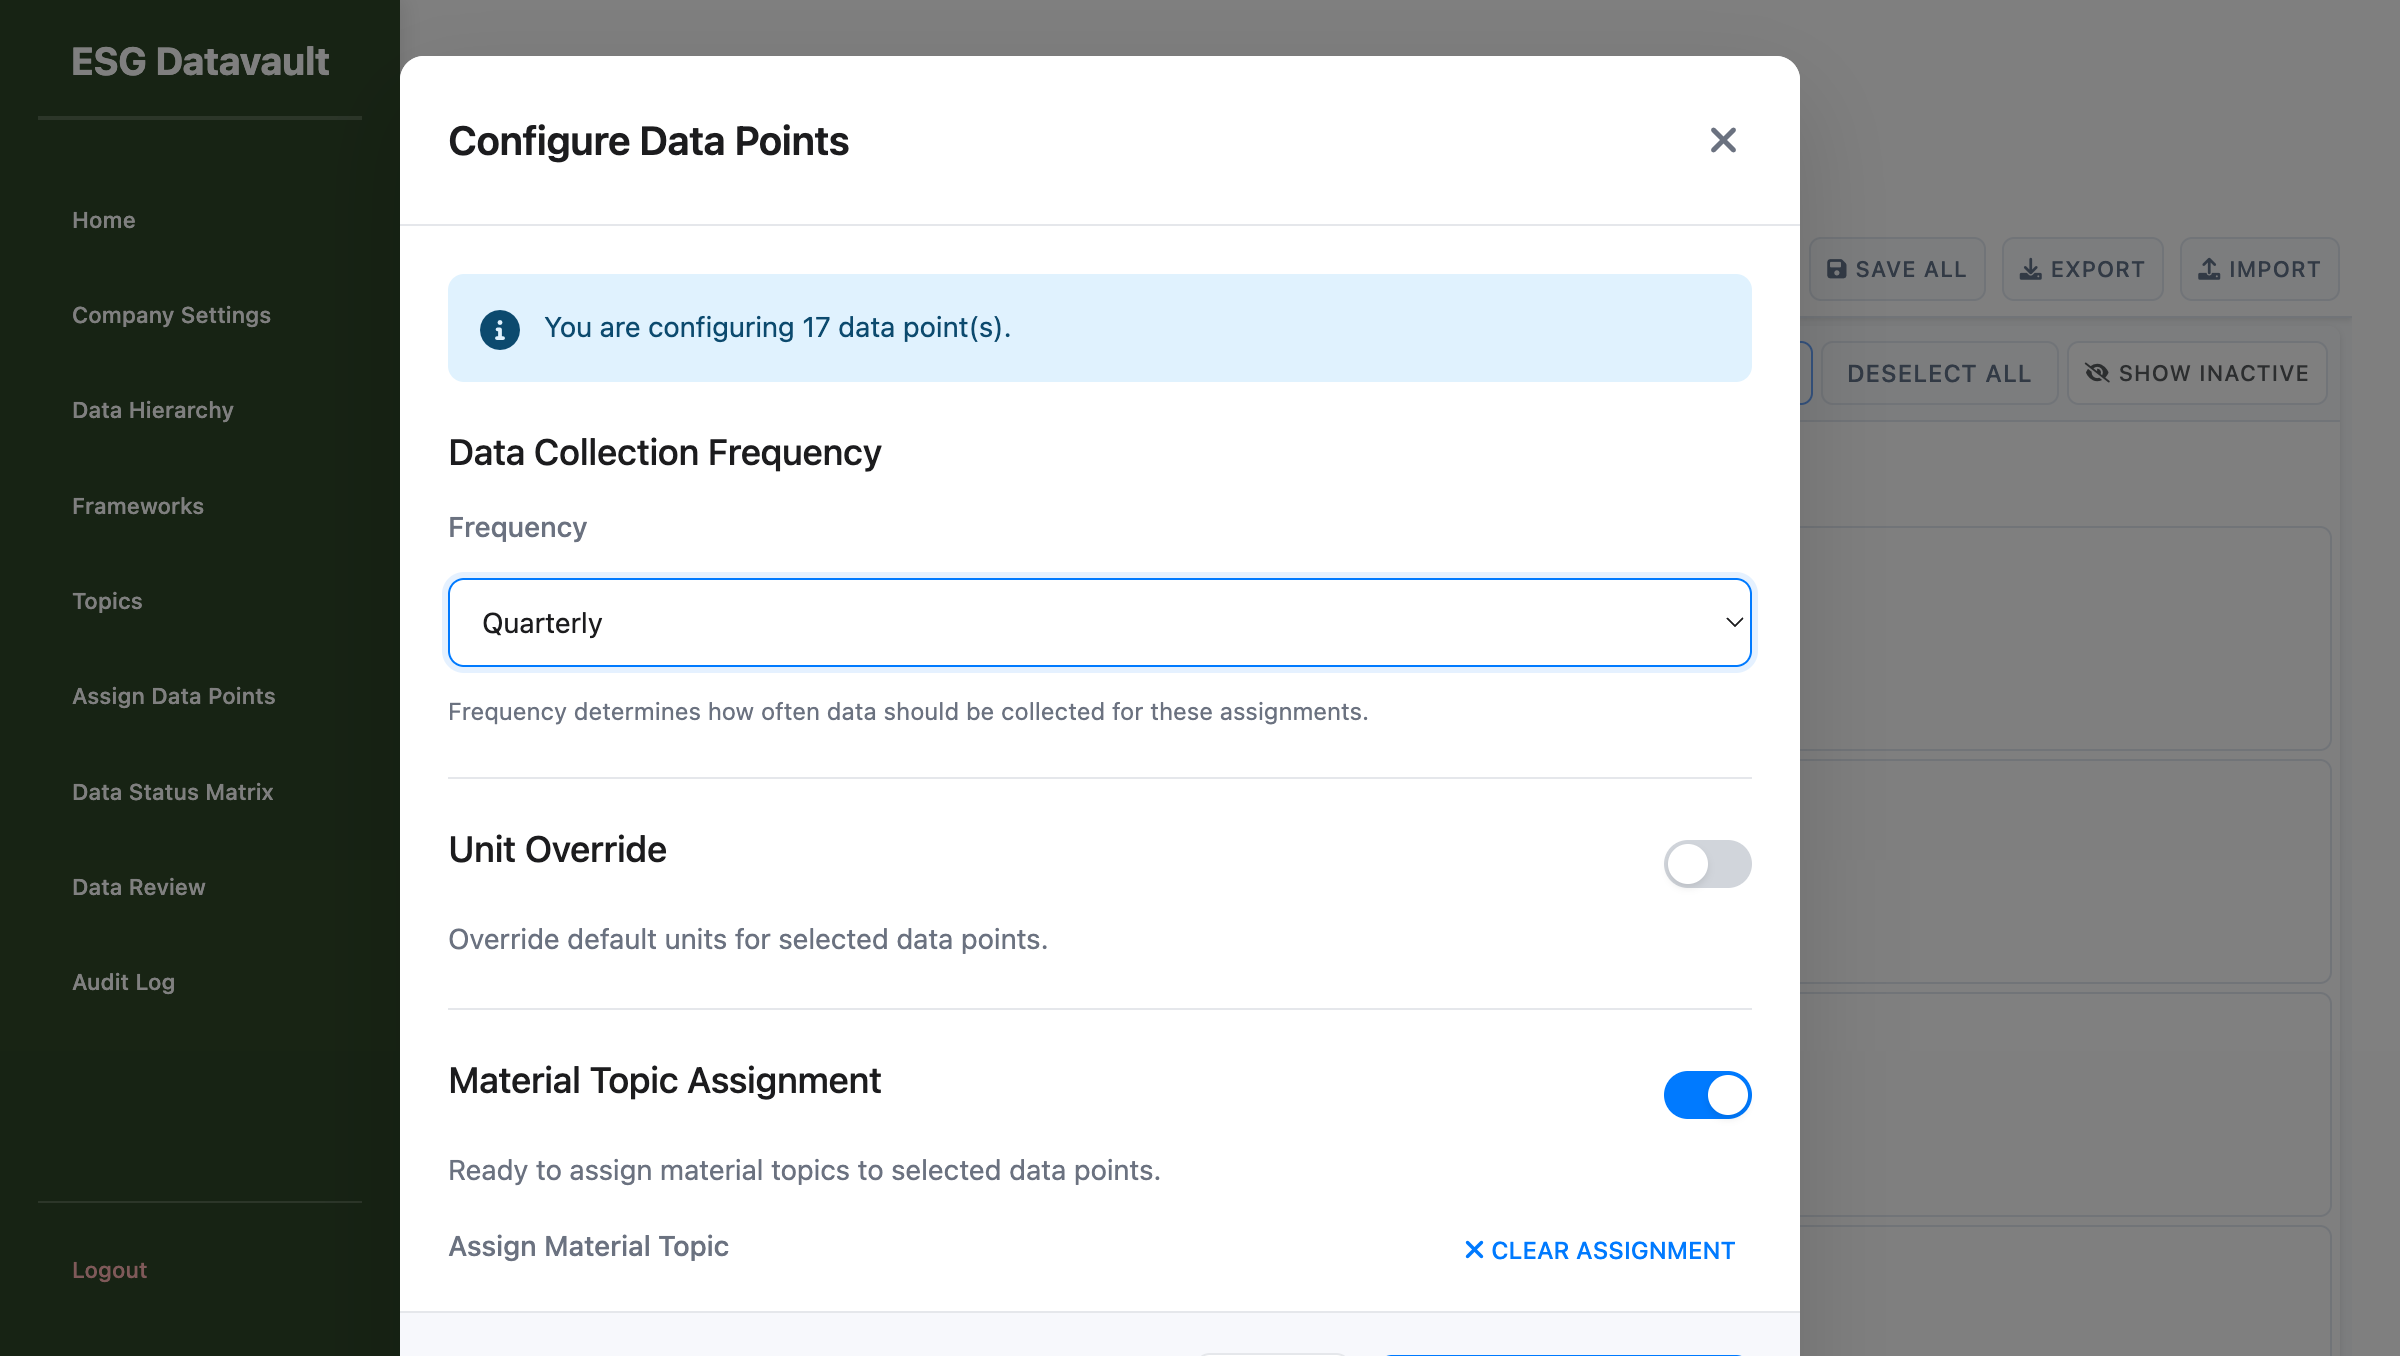 ESG Datavault
Home
Company Settings
Data Hierarchy
Frameworks
Topics
Assign Data Points
Data Status Matrix
Data Review
Audit Log
Logout
Configure Data Points
You are configuring 17 data point(s).
Data Collection Frequency
Frequency
Quarterly
Frequency determines how often data should be collected for these assignments.
Unit Override
Override default units for selected data points.
Material Topic Assignment
Ready to assign material topics to selected data points.
Assign Material Topic
CLEAR ASSIGNMENT
SAVE ALL
EXPORT
IMPORT
DESELECT ALL
SHOW INACTIVE